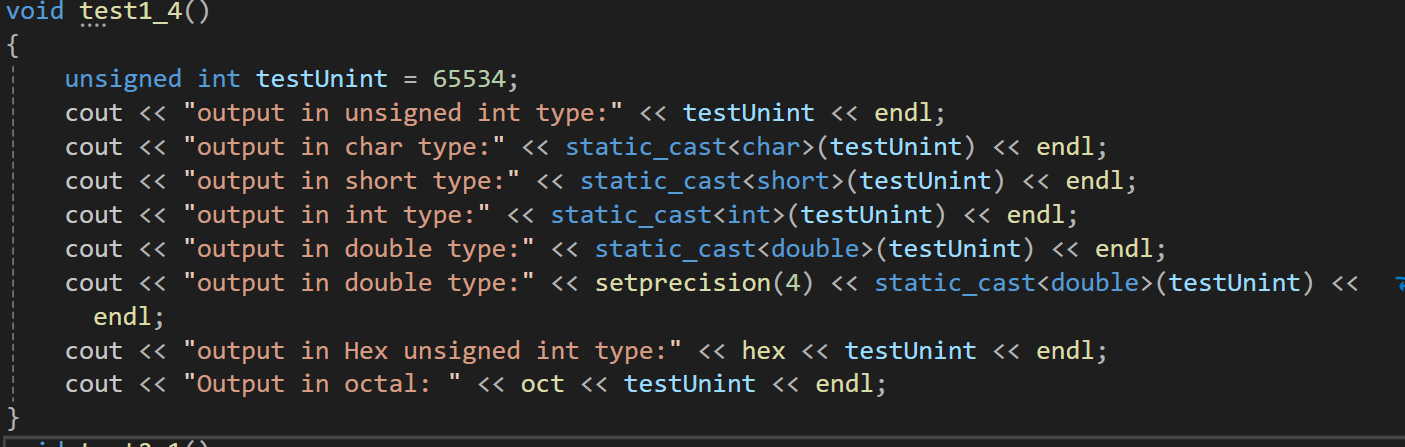 void test1_4()
{
    unsigned int testUnint = 65534;
    cout << "output in unsigned int type:" << testUnint << endl;
    cout << "output in char type:" << static_cast<char>(testUnint) << endl;
    cout << "output in short type:" << static_cast<short>(testUnint) << endl;
    cout << "output in int type:" << static_cast<int>(testUnint) << endl;
    cout << "output in double type:" << static_cast<double>(testUnint) << endl;
    cout << "output in double type:" << setprecision(4) << static_cast<double>(testUnint) <<
      endl;
    cout << "output in Hex unsigned int type:" << hex << testUnint << endl;
    cout << "Output in octal: " << oct << testUnint << endl;
}